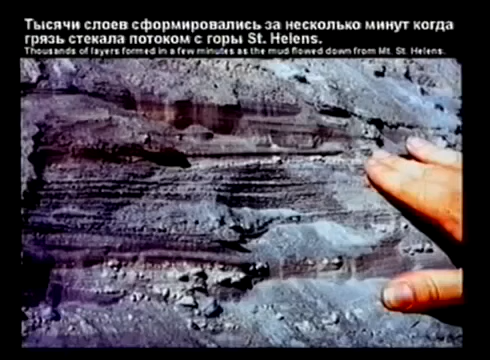 Тысячи слоев сформировались за несколько минут когда
грязь стекала потоком с горы St. Helens.
Thousands of layers formed in a few minutes as the mud flowed down from Mt. St. Helens.